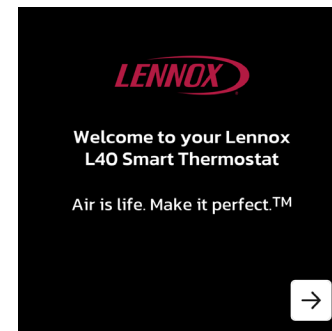 LENNOX
Welcome to your Lennox
L40 Smart Thermostat
Air is life. Make it perfect.™